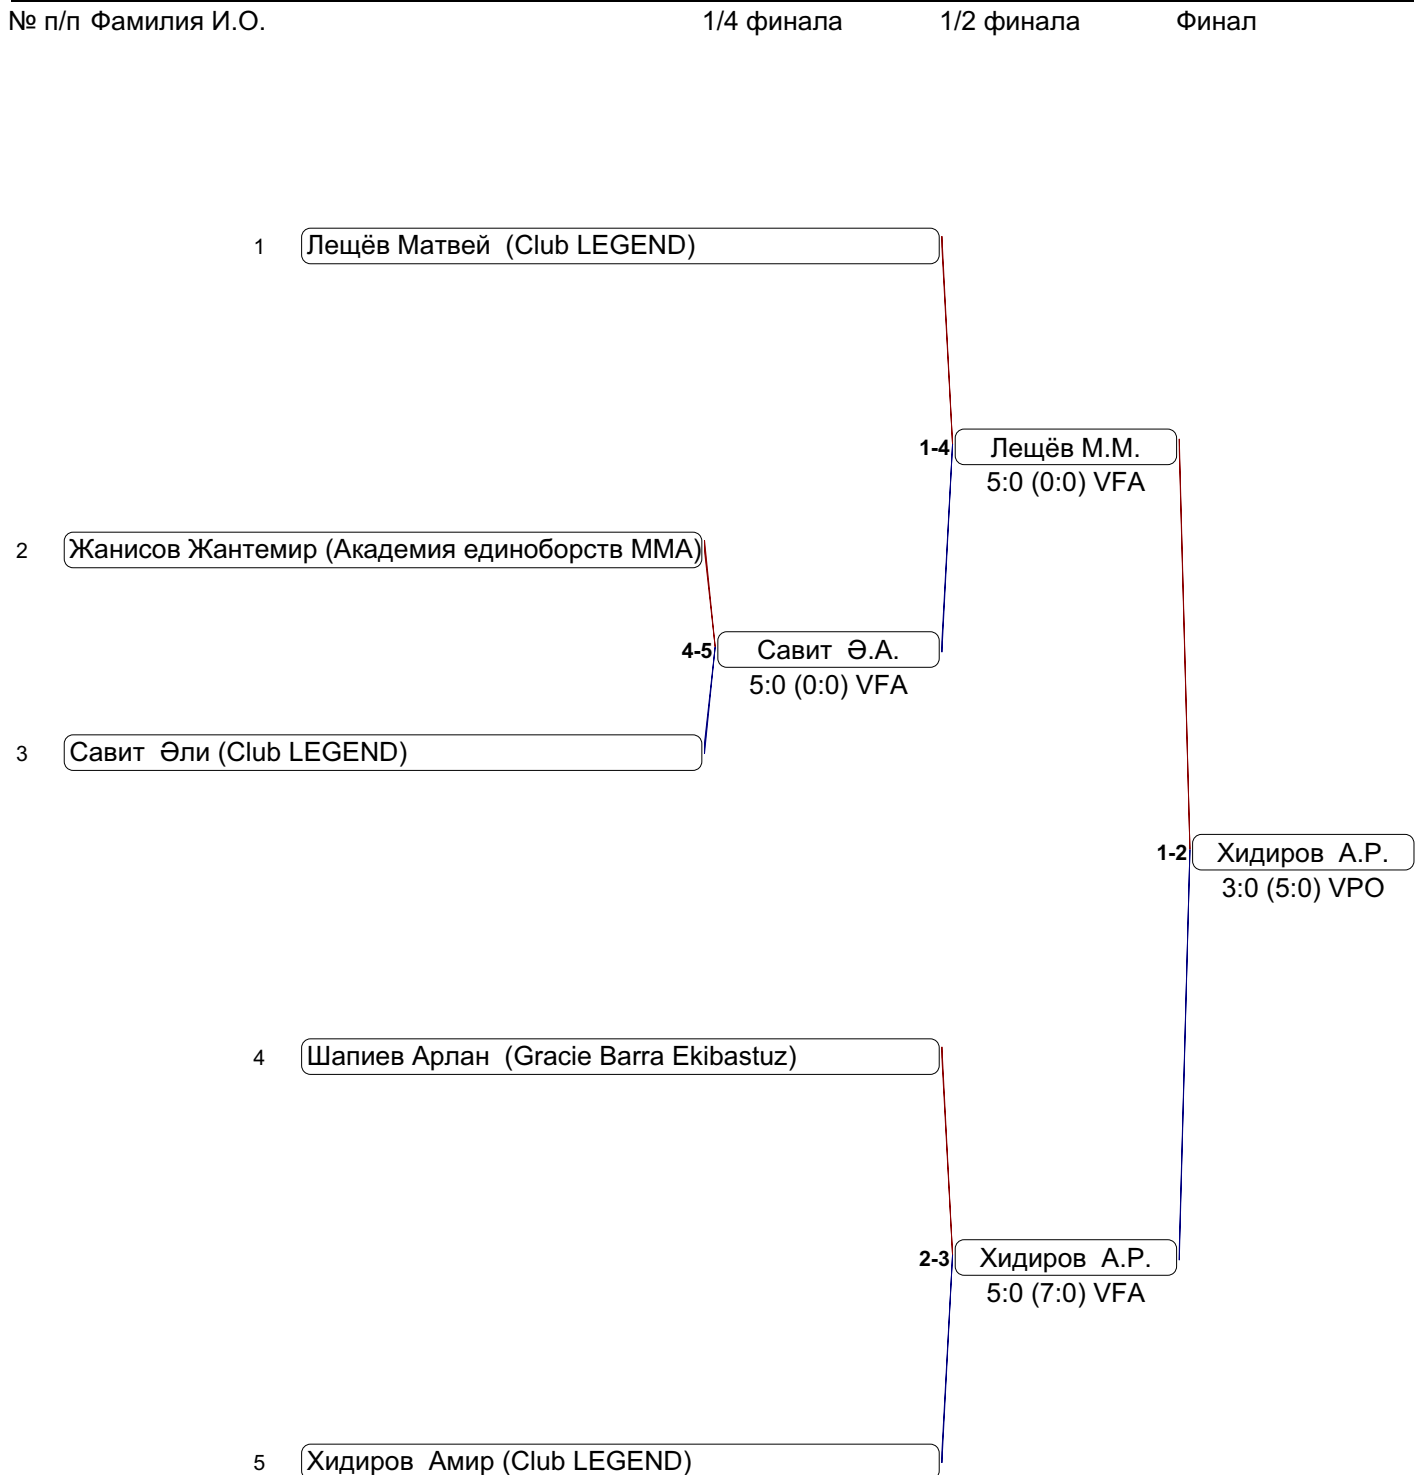 № п/п Фамилия И.О. 1/4 финала 1/2 финала Финал
1 Лещёв Матвей (Club LEGEND)
1-4 Лещёв М.М.
5:0 (0:0) VFA
2 Жанисов Жантемир (Академия единоборств ММА)
4-5 Савит Ә.А.
5:0 (0:0) VFA
3 Савит Әли (Club LEGEND)
1-2 Хидиров А.Р.
3:0 (5:0) VPO
4 Шапиев Арлан (Gracie Barra Ekibastuz)
2-3 Хидиров А.Р.
5:0 (7:0) VFA
5 Хидиров Амир (Club LEGEND)